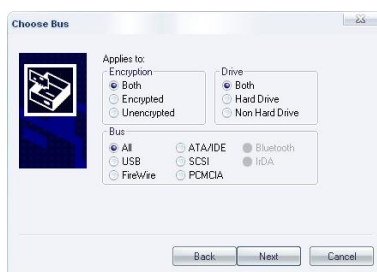 Choose Bus
Applies to:
Encryption
Both
Encrypted
Unencrypted
Drive
Both
Hard Drive
Non Hard Drive
Bus
All
USB
FireWire
ATA/IDE
SCSI
PCMCIA
Bluetooth
IrDA
Back
Next
Cancel